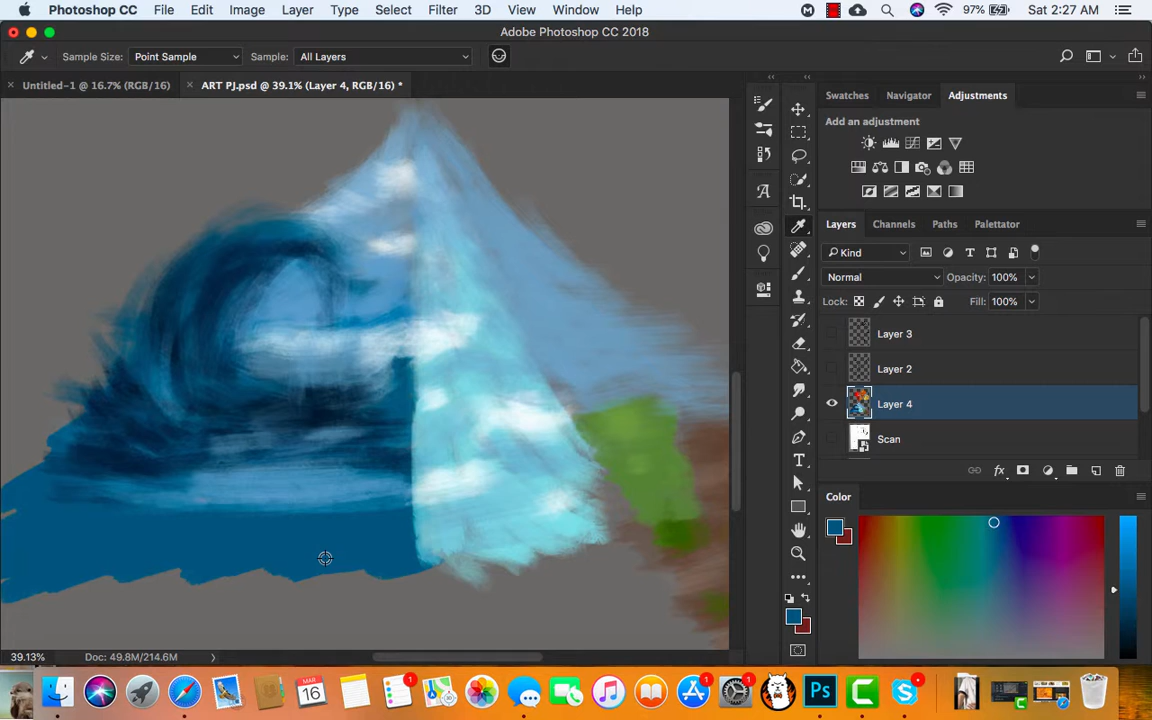 Photoshop CC File Edit Image Layer Type Select Filter 3D View Window Help 97% Sat 2:27 AM
Adobe Photoshop CC 2018
Sample Size: Point Sample Sample: All Layers
Untitled-1 @ 16.7% (RGB/16) ART PJ.psd @ 39.1% (Layer 4, RGB/16) *
Swatches Navigator Adjustments
Add an adjustment
Layers Channels Paths Palettator
Kind
Normal Opacity: 100%
Lock: Fill: 100%
Layer 3
Layer 2
Layer 4
Scan
Color
39.13% Doc: 49.8M/214.6M
MAR
16
1
1
Ps